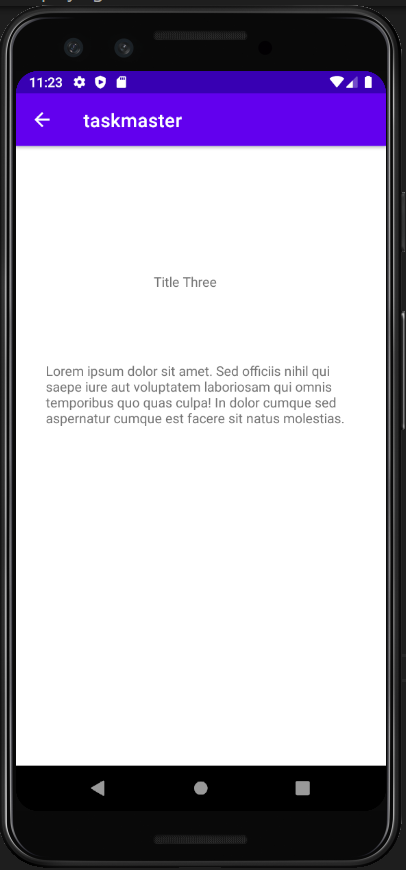 11:23
taskmaster
Title Three
Lorem ipsum dolor sit amet. Sed officiis nihil qui
saepe iure aut voluptatem laboriosam qui omnis
temporibus quo quas culpa! In dolor cumque sed
aspernatur cumque est facere sit natus molestias.